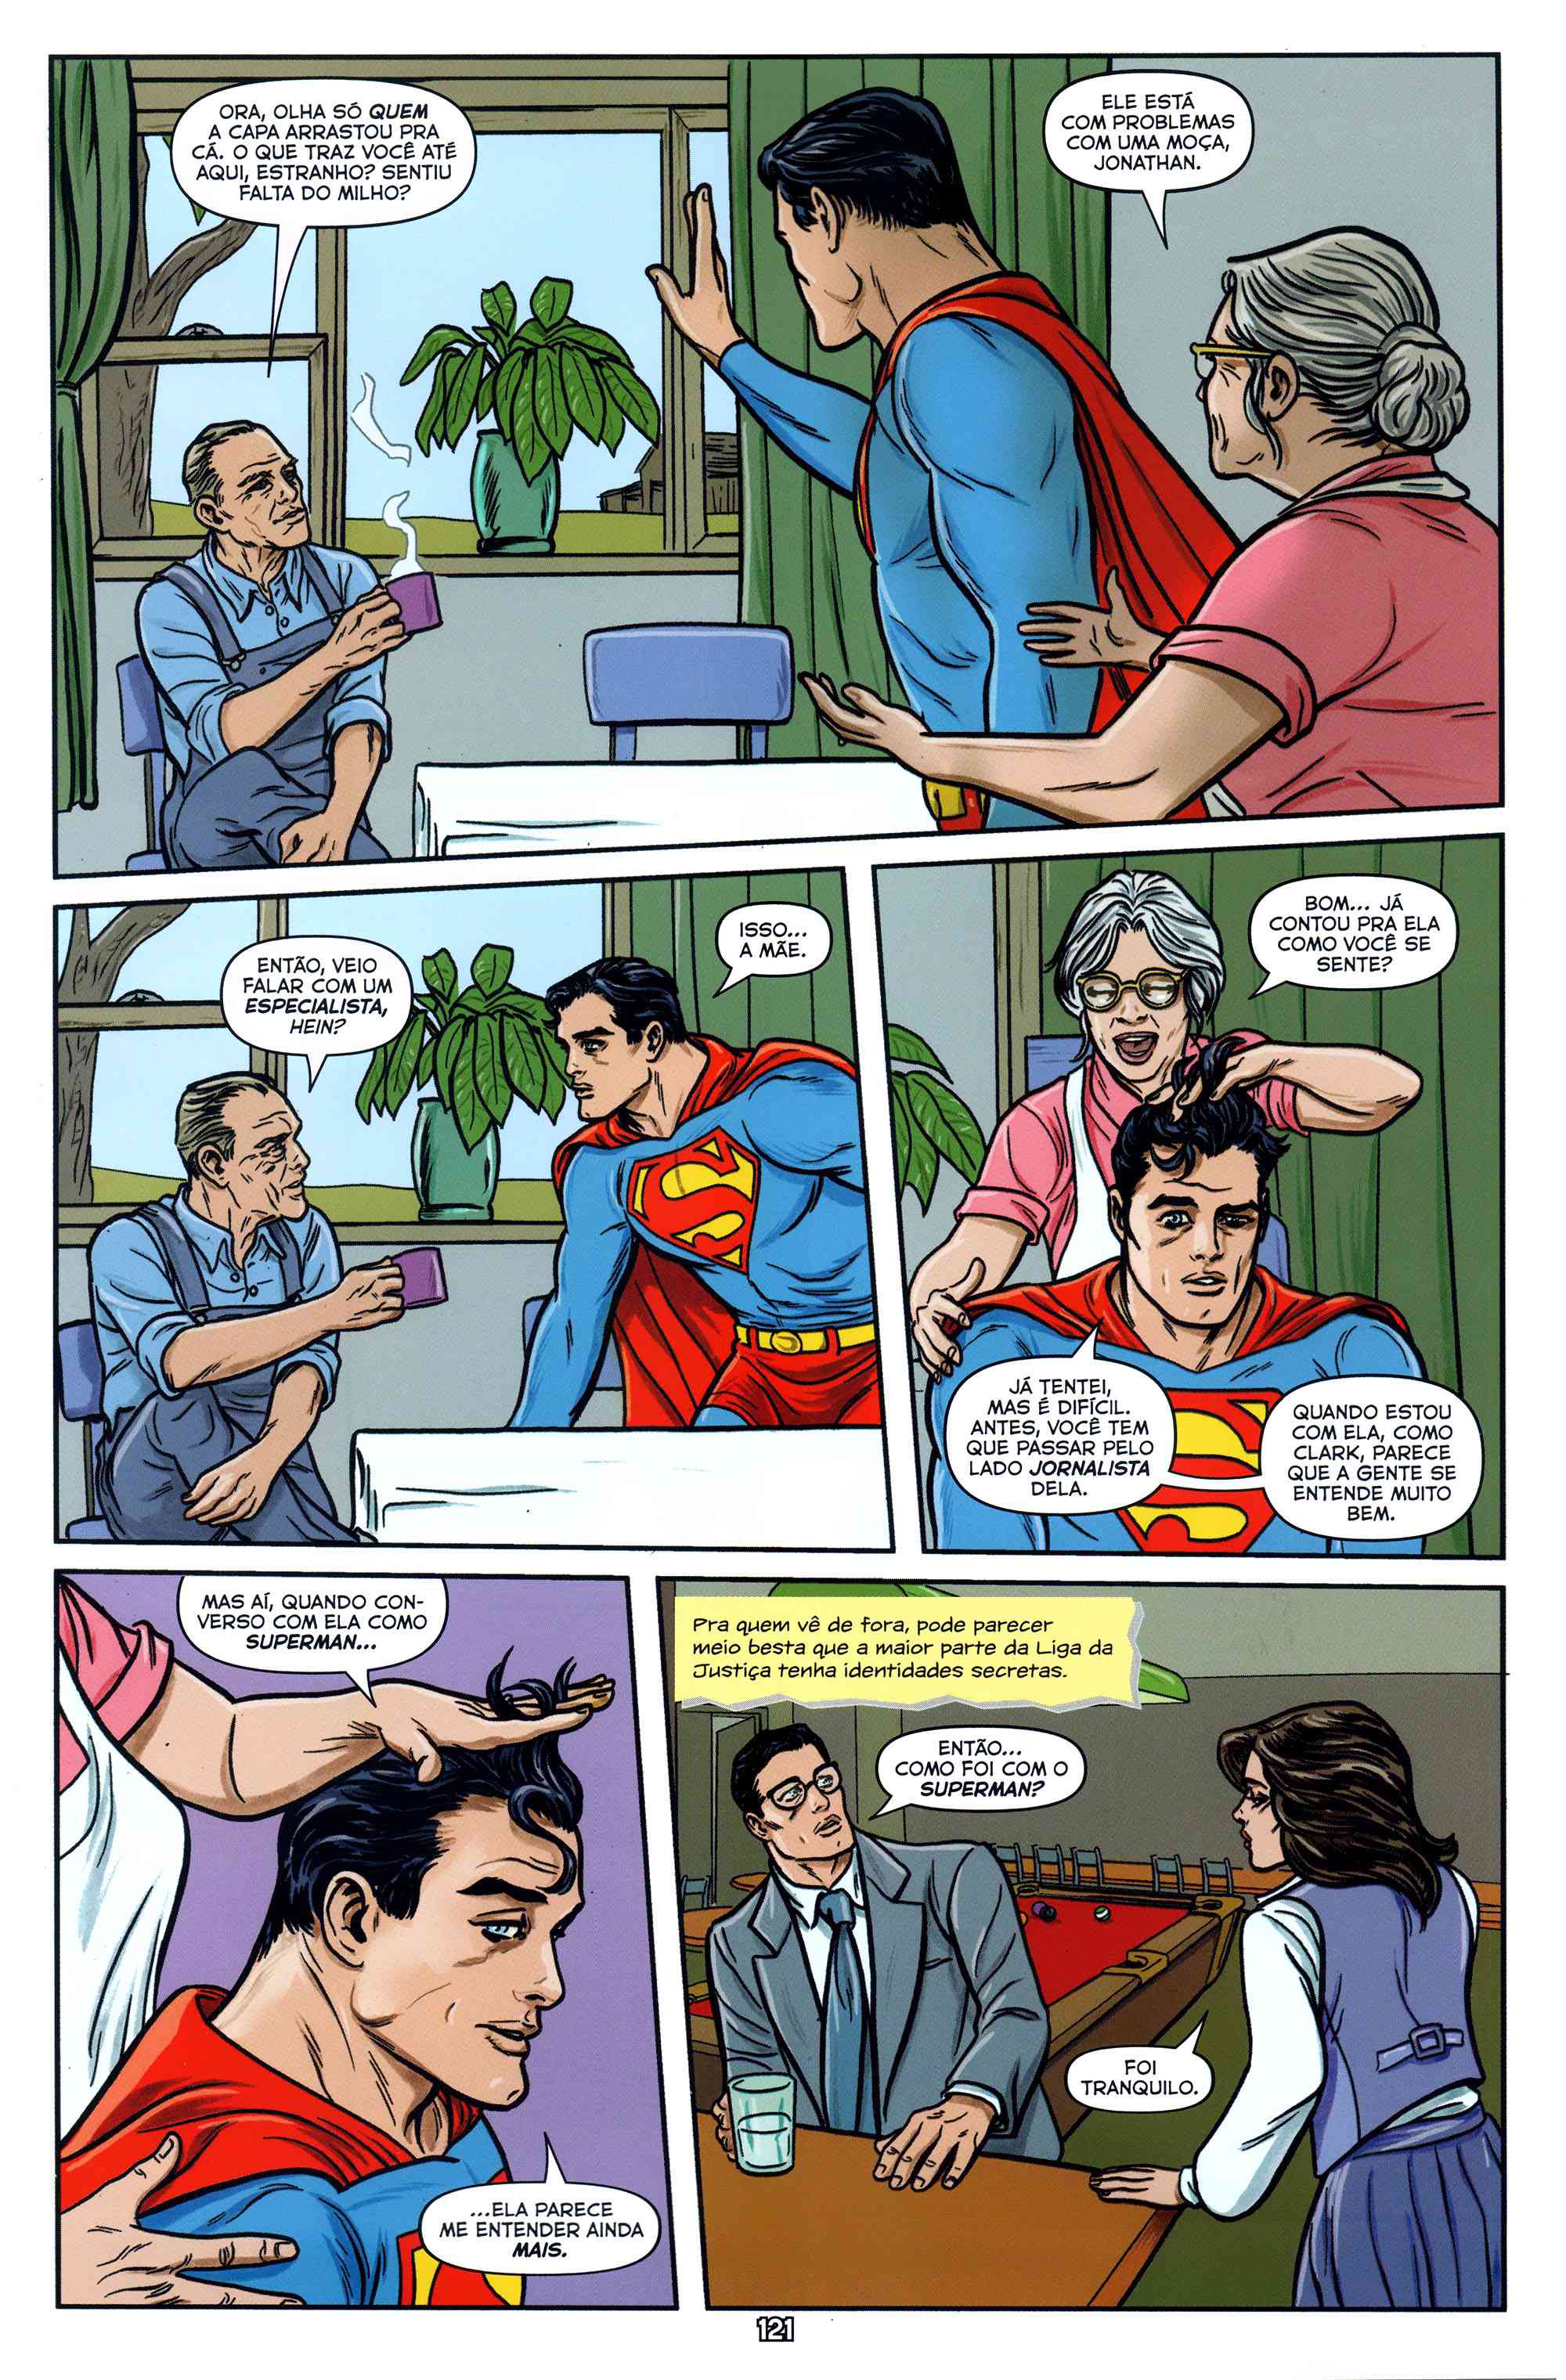 ORA, OLHA SÓ QUEM
A CAPA ARRASTOU PRA
CÁ. O QUE TRAZ VOCÊ ATÉ
AQUI, ESTRANHO? SENTIU
FALTA DO MILHO?
ELE ESTÁ
COM PROBLEMAS
COM UMA MOÇA,
JONATHAN.
ENTÃO, VEIO
FALAR COM UM
ESPECIALISTA,
HEIN?
ISSO...
A MÃE.
BOM... JÁ
CONTOU PRA ELA
COMO VOCÊ SE
SENTE?
JÁ TENTEI,
MAS É DIFÍCIL.
ANTES, VOCÊ TEM
QUE PASSAR PELO
LADO JORNALISTA
DELA.
QUANDO ESTOU
COM ELA, COMO
CLARK, PARECE
QUE A GENTE SE
ENTENDE MUITO
BEM.
MAS AÍ, QUANDO CON-
VERSO COM ELA COMO
SUPERMAN...
...ELA PARECE
ME ENTENDER AINDA
MAIS.
Pra quem vê de fora, pode parecer
meio besta que a maior parte da Liga da
Justiça tenha identidades secretas.
ENTÃO...
COMO FOI COM O
SUPERMAN?
FOI
TRANQUILO.
121